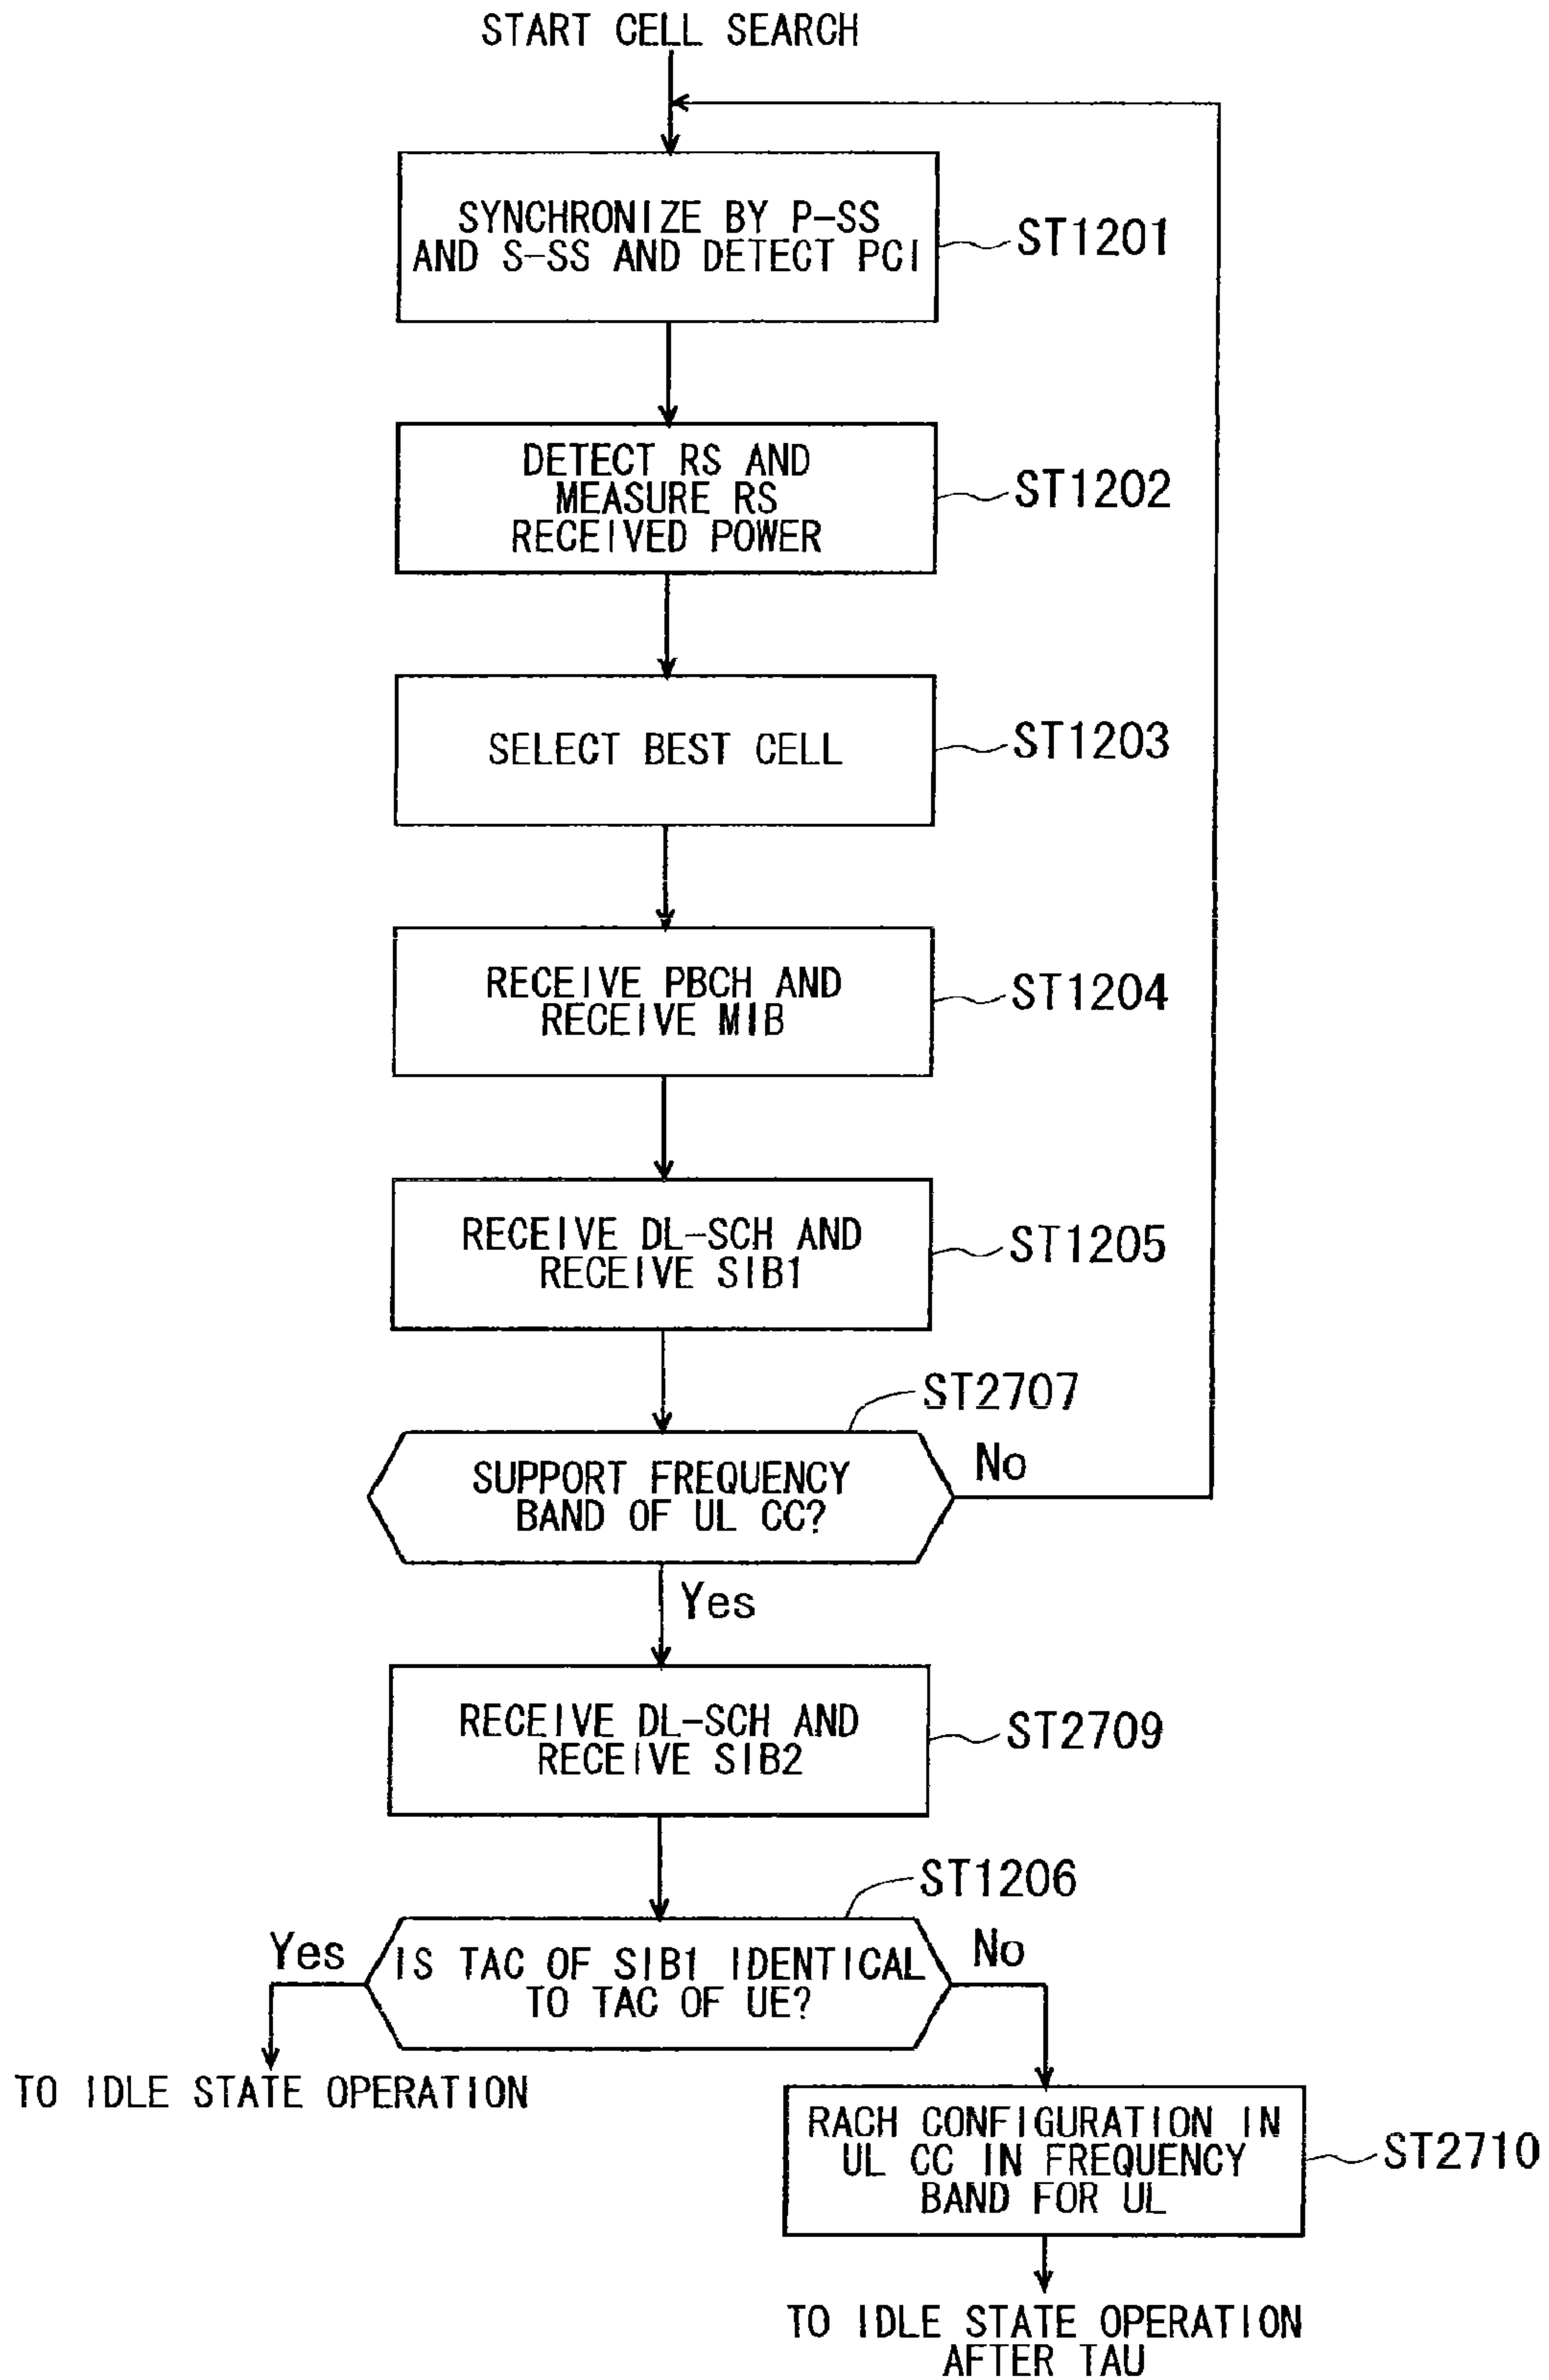 START CELL SEARCH
SYNCHRONIZE BY P-SS
AND S-SS AND DETECT PCI
ST1201
DETECT RS AND
MEASURE RS
RECEIVED POWER
ST1202
SELECT BEST CELL
ST1203
RECEIVE PBCH AND
RECEIVE MIB
ST1204
RECEIVE DL-SCH AND
RECEIVE SIB1
ST1205
ST2707
SUPPORT FREQUENCY
BAND OF UL CC?
No
Yes
RECEIVE DL-SCH AND
RECEIVE SIB2
ST2709
ST1206
Yes
IS TAC OF SIB1 IDENTICAL
TO TAC OF UE?
No
TO IDLE STATE OPERATION
RACH CONFIGURATION IN
UL CC IN FREQUENCY
BAND FOR UL
ST2710
TO IDLE STATE OPERATION
AFTER TAU